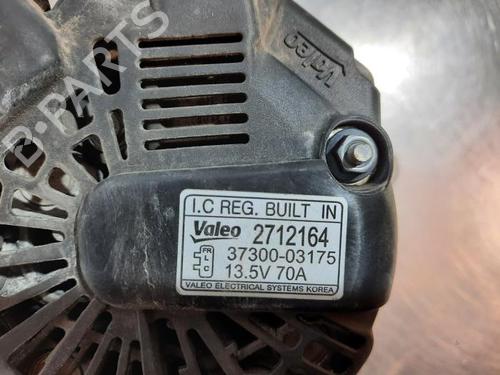 B-PARTS
Valeo
I.C REG. BUILT IN
Valeo 2712164
FR
L
C
37300-03175
13.5V 70A
VALEO ELECTRICAL SYSTEMS KOREA